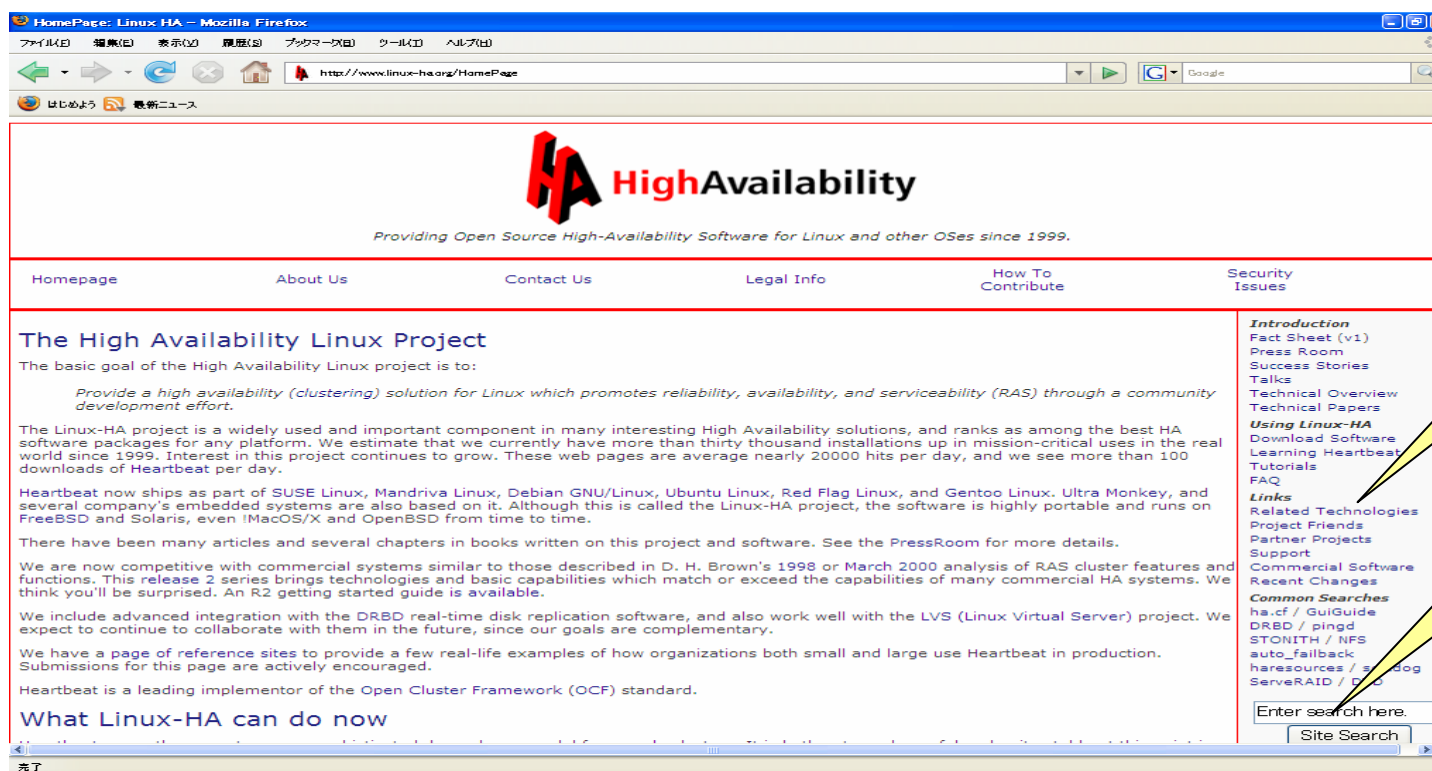 HomePage: Linux HA – Mozilla Firefox
ファイル(F) 編集(E) 表示(V) 履歴(S) ブックマーク(B) ツール(T) ヘルプ(H)
http://www.linux-ha.org/HomePage
Google
はじめよう 最新ニュース
HA HighAvailability
Providing Open Source High-Availability Software for Linux and other OSes since 1999.
Homepage About Us Contact Us Legal Info How To Contribute Security Issues
The High Availability Linux Project
The basic goal of the High Availability Linux project is to:
Provide a high availability (clustering) solution for Linux which promotes reliability, availability, and serviceability (RAS) through a community
development effort.
The Linux-HA project is a widely used and important component in many interesting High Availability solutions, and ranks as among the best HA
software packages for any platform. We estimate that we currently have more than thirty thousand installations up in mission-critical uses in the real
world since 1999. Interest in this project continues to grow. These web pages are average nearly 20000 hits per day, and we see more than 100
downloads of Heartbeat per day.
Heartbeat now ships as part of SUSE Linux, Mandriva Linux, Debian GNU/Linux, Ubuntu Linux, Red Flag Linux, and Gentoo Linux. Ultra Monkey, and
several company's embedded systems are also based on it. Although this is called the Linux-HA project, the software is highly portable and runs on
FreeBSD and Solaris, even !MacOS/X and OpenBSD from time to time.
There have been many articles and several chapters in books written on this project and software. See the PressRoom for more details.
We are now competitive with commercial systems similar to those described in D. H. Brown's 1998 or March 2000 analysis of RAS cluster features and
functions. This release 2 series brings technologies and basic capabilities which match or exceed the capabilities of many commercial HA systems. We
think you'll be surprised. An R2 getting started guide is available.
We include advanced integration with the DRBD real-time disk replication software, and also work well with the LVS (Linux Virtual Server) project. We
expect to continue to collaborate with them in the future, since our goals are complementary.
We have a page of reference sites to provide a few real-life examples of how organizations both small and large use Heartbeat in production.
Submissions for this page are actively encouraged.
Heartbeat is a leading implementor of the Open Cluster Framework (OCF) standard.
What Linux-HA can do now
Introduction
Fact Sheet (v1)
Press Room
Success Stories
Talks
Technical Overview
Technical Papers
Using Linux-HA
Download Software
Learning Heartbeat
Tutorials
FAQ
Links
Related Technologies
Project Friends
Partner Projects
Support
Commercial Software
Recent Changes
Common Searches
ha.cf / GuiGuide
DRBD / pingd
STONITH / NFS
auto_failback
haresources /
ServeRAID /
Enter search here.
Site Search
完了